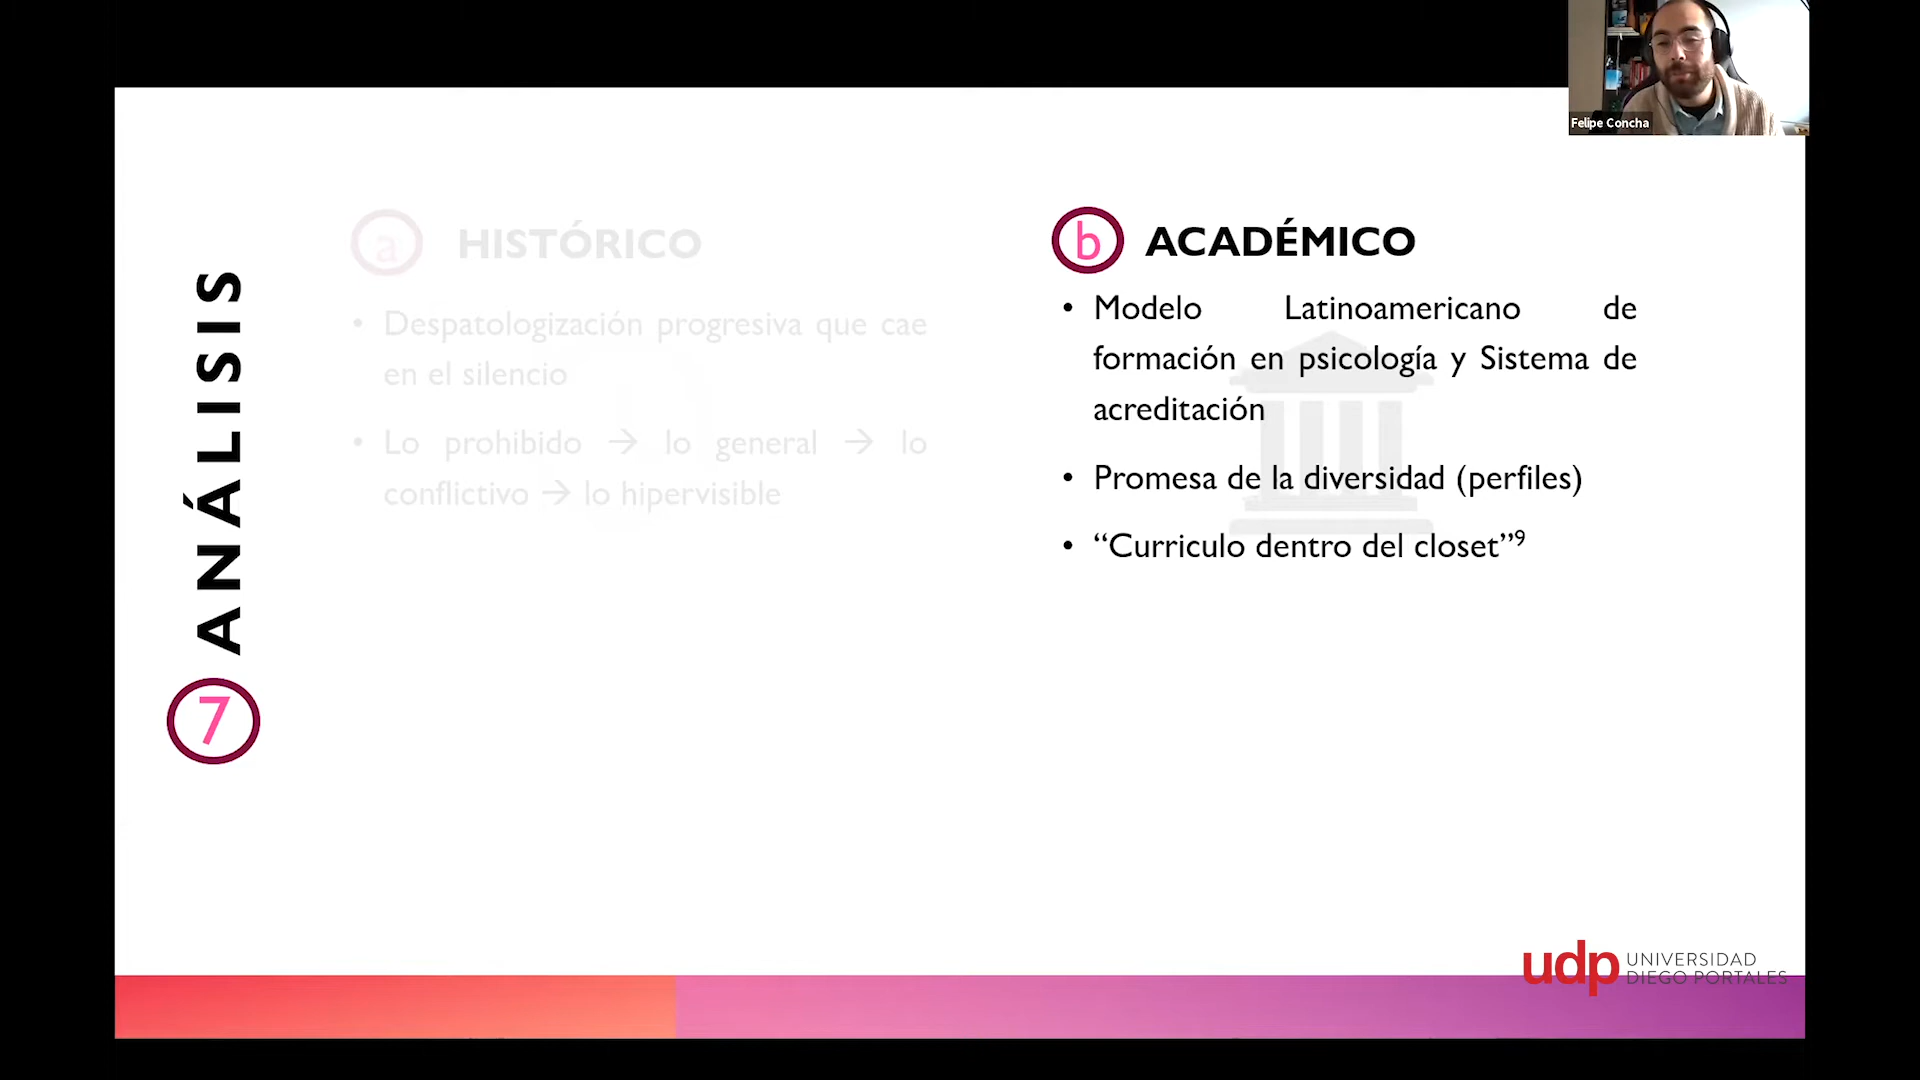 Felipe Concha
7 ANÁLISIS
a HISTÓRICO
• Despatologización progresiva que cae
en el silencio
• Lo prohibido → lo general → lo
conflictivo → lo hipervisible
b ACADÉMICO
• Modelo Latinoamericano de
formación en psicología y Sistema de
acreditación
• Promesa de la diversidad (perfiles)
• “Curriculo dentro del closet”⁹
udp UNIVERSIDAD
DIEGO PORTALES